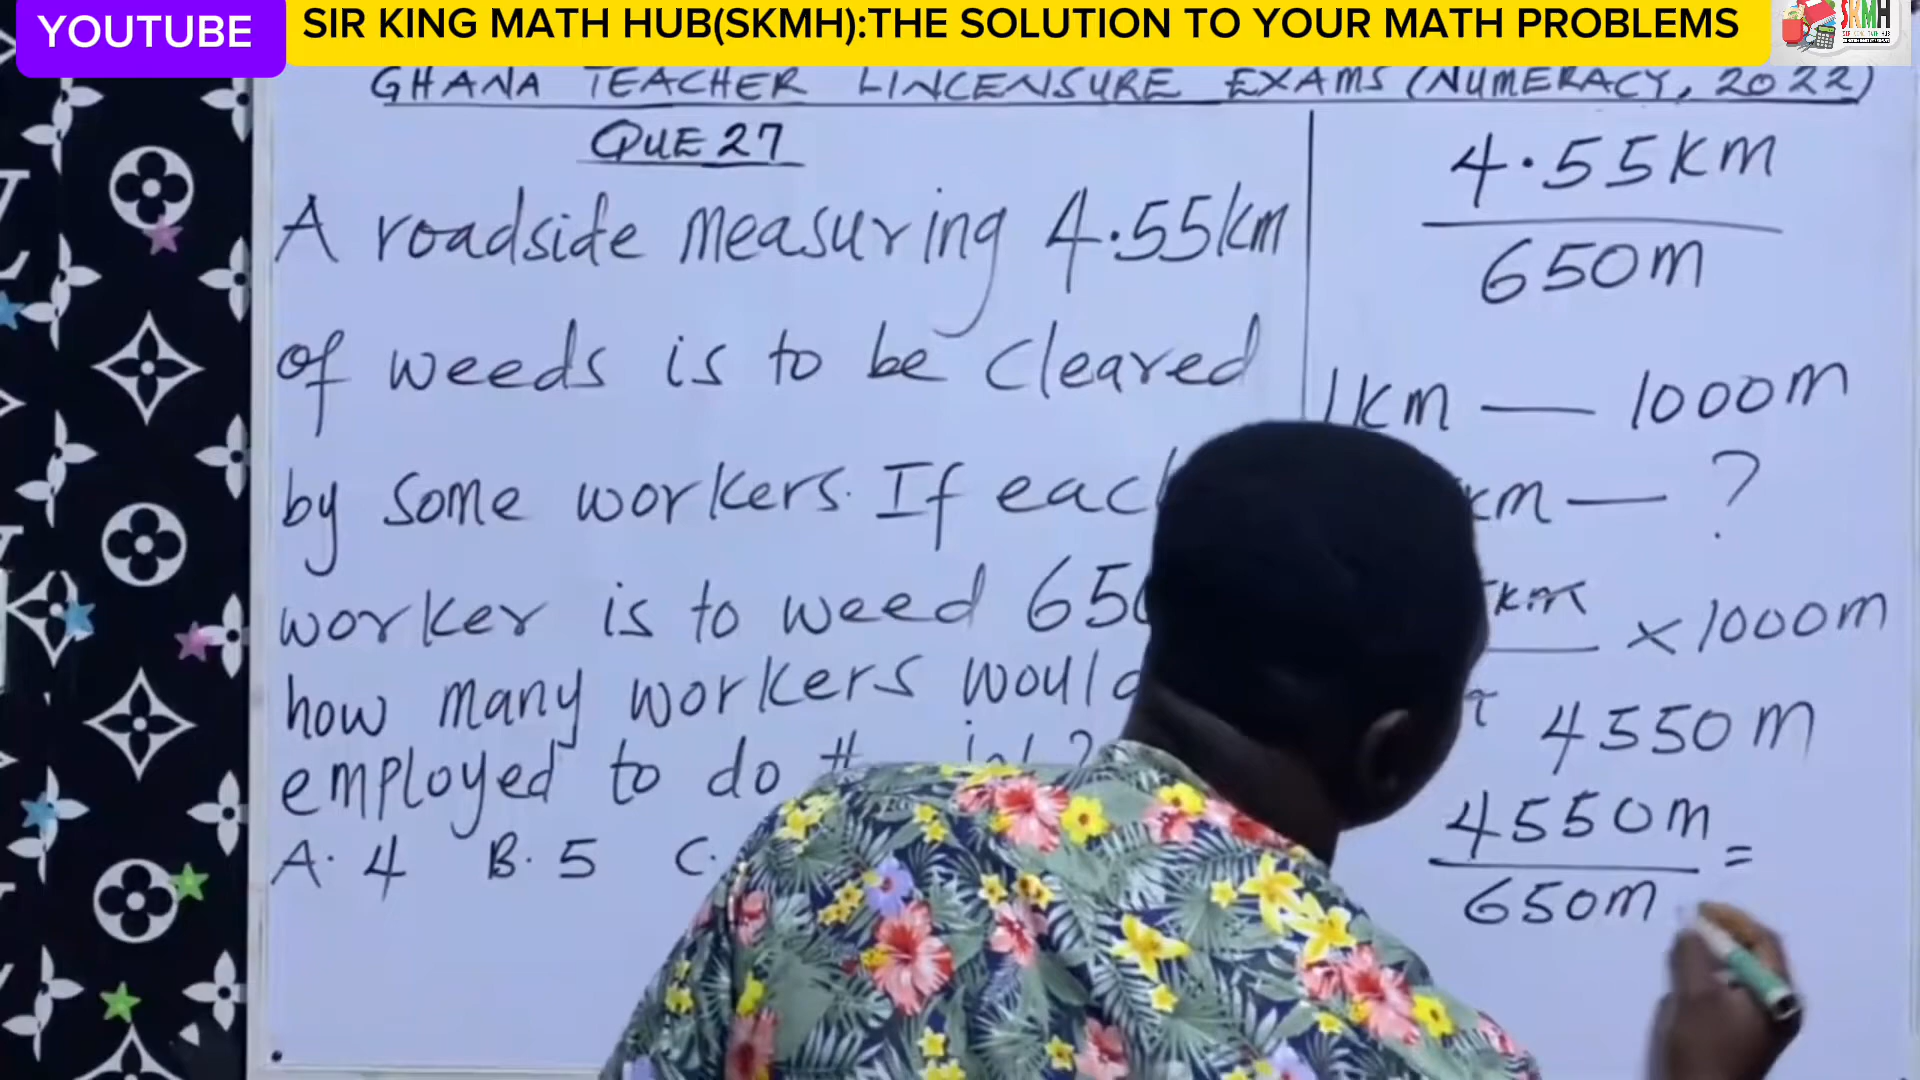 YOUTUBE
SIR KING MATH HUB(SKMH):THE SOLUTION TO YOUR MATH PROBLEMS
SKMH
GHANA TEACHER LINCENSURE EXAMS (NUMERACY, 2022)
QUE 27
A roadside measuring 4.55km
of weeds is to be cleared
by some workers. If
worker is to weed
how many workers
employed to do
A. 4 B. 5 C.
4.55km
650m
1km — 1000m
km — ?
km × 1000m
4550m
4550m =
650m